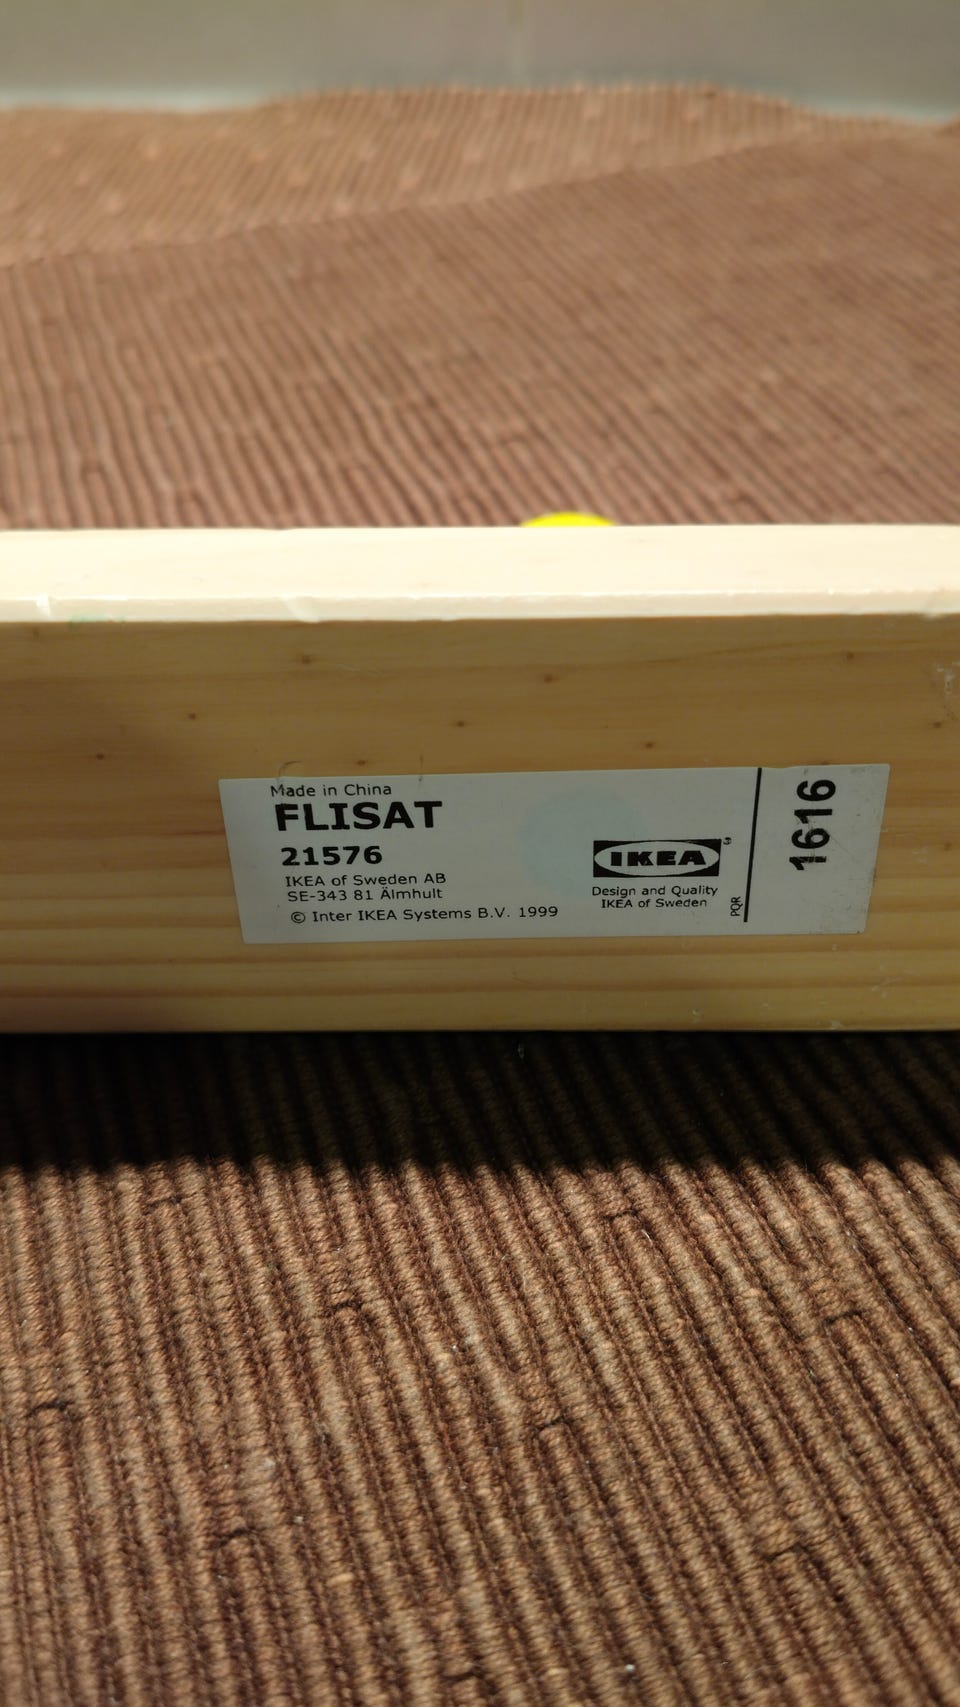 Made in China
FLISAT
21576
IKEA of Sweden AB
SE-343 81 Älmhult
© Inter IKEA Systems B.V. 1999
IKEA®
Design and Quality
IKEA of Sweden
PQR
1616